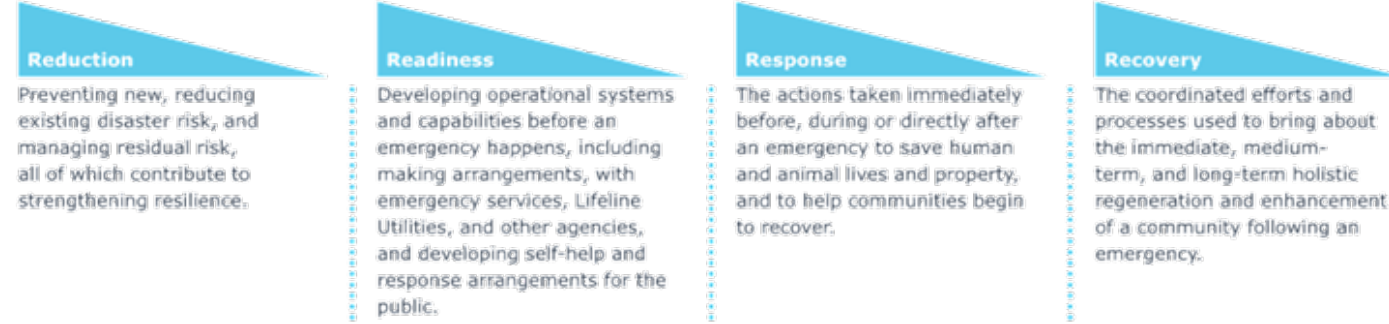 Reduction
Preventing new, reducing
existing disaster risk, and
managing residual risk,
all of which contribute to
strengthening resilience.
Readiness
Developing operational systems
and capabilities before an
emergency happens, including
making arrangements, with
emergency services, Lifeline
Utilities, and other agencies,
and developing self-help and
response arrangements for the
public.
Response
The actions taken immediately
before, during or directly after
an emergency to save human
and animal lives and property,
and to help communities begin
to recover.
Recovery
The coordinated efforts and
processes used to bring about
the immediate, medium-
term, and long-term holistic
regeneration and enhancement
of a community following an
emergency.